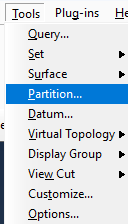 Tools Plug-ins He
Query...
Set
Surface
Partition...
Datum...
Virtual Topology
Display Group
View Cut
Customize...
Options...